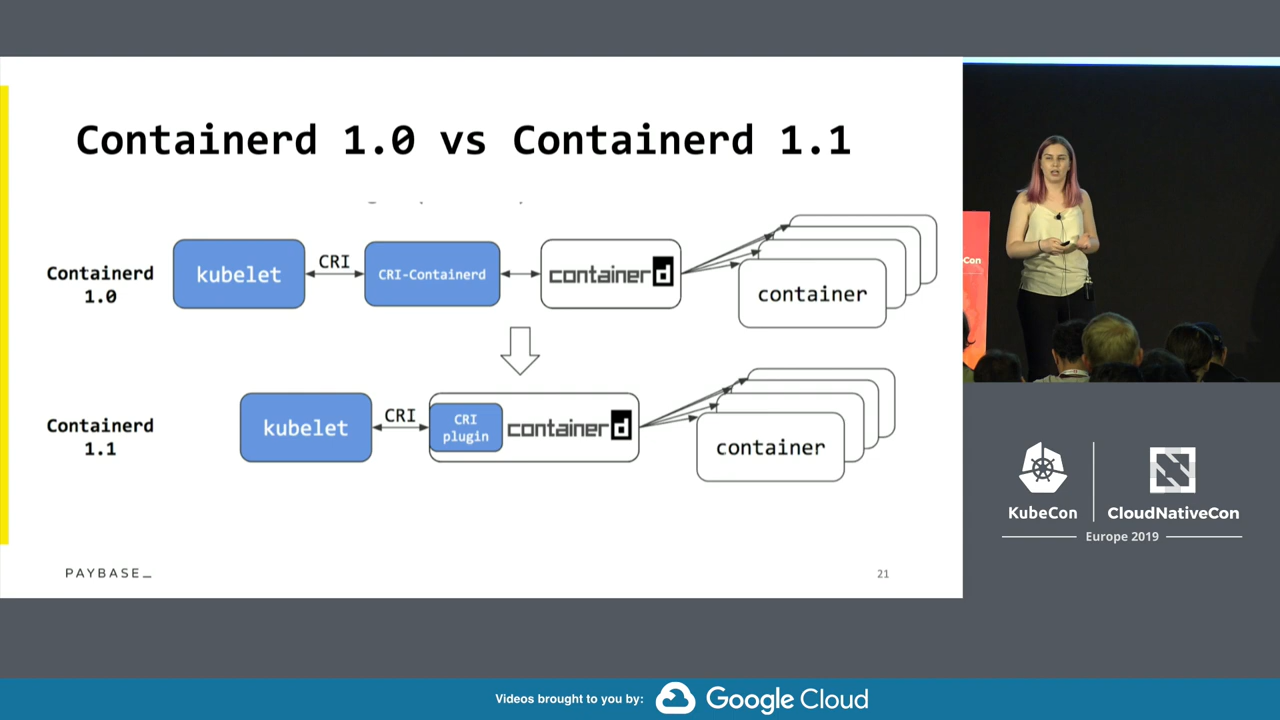 Containerd 1.0 vs Containerd 1.1
Containerd
1.0
kubelet
CRI
CRI-Containerd
containerd
container
Containerd
1.1
kubelet
CRI
CRI
plugin
containerd
container
PAYBASE_
21
Con
KubeCon
CloudNativeCon
Europe 2019
Videos brought to you by:
Google Cloud